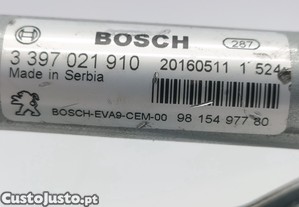 BOSCH
287
3 397 021 910 20160511 1 524
Made in Serbia
BOSCH-EVA9-CEM-00 98 154 977 80
CustoJusto.pt